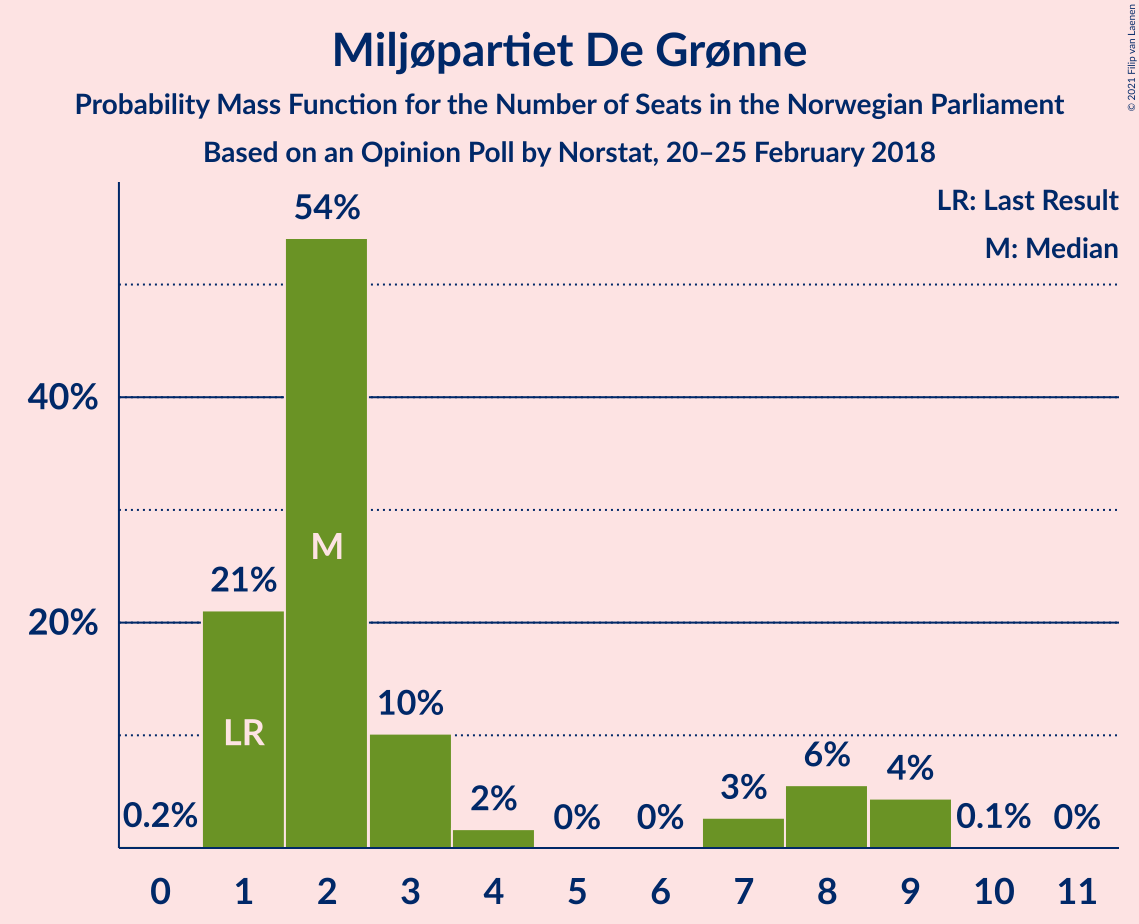 © 2021 Filip van Laenen
Miljøpartiet De Grønne
Probability Mass Function for the Number of Seats in the Norwegian Parliament
Based on an Opinion Poll by Norstat, 20–25 February 2018
LR: Last Result
M: Median
54%
40%
M
21%
20%
10%
LR
6%
4%
3%
2%
0.2%
0%
0%
0.1%
0%
0 1 2 3 4 5 6 7 8 9 10 11